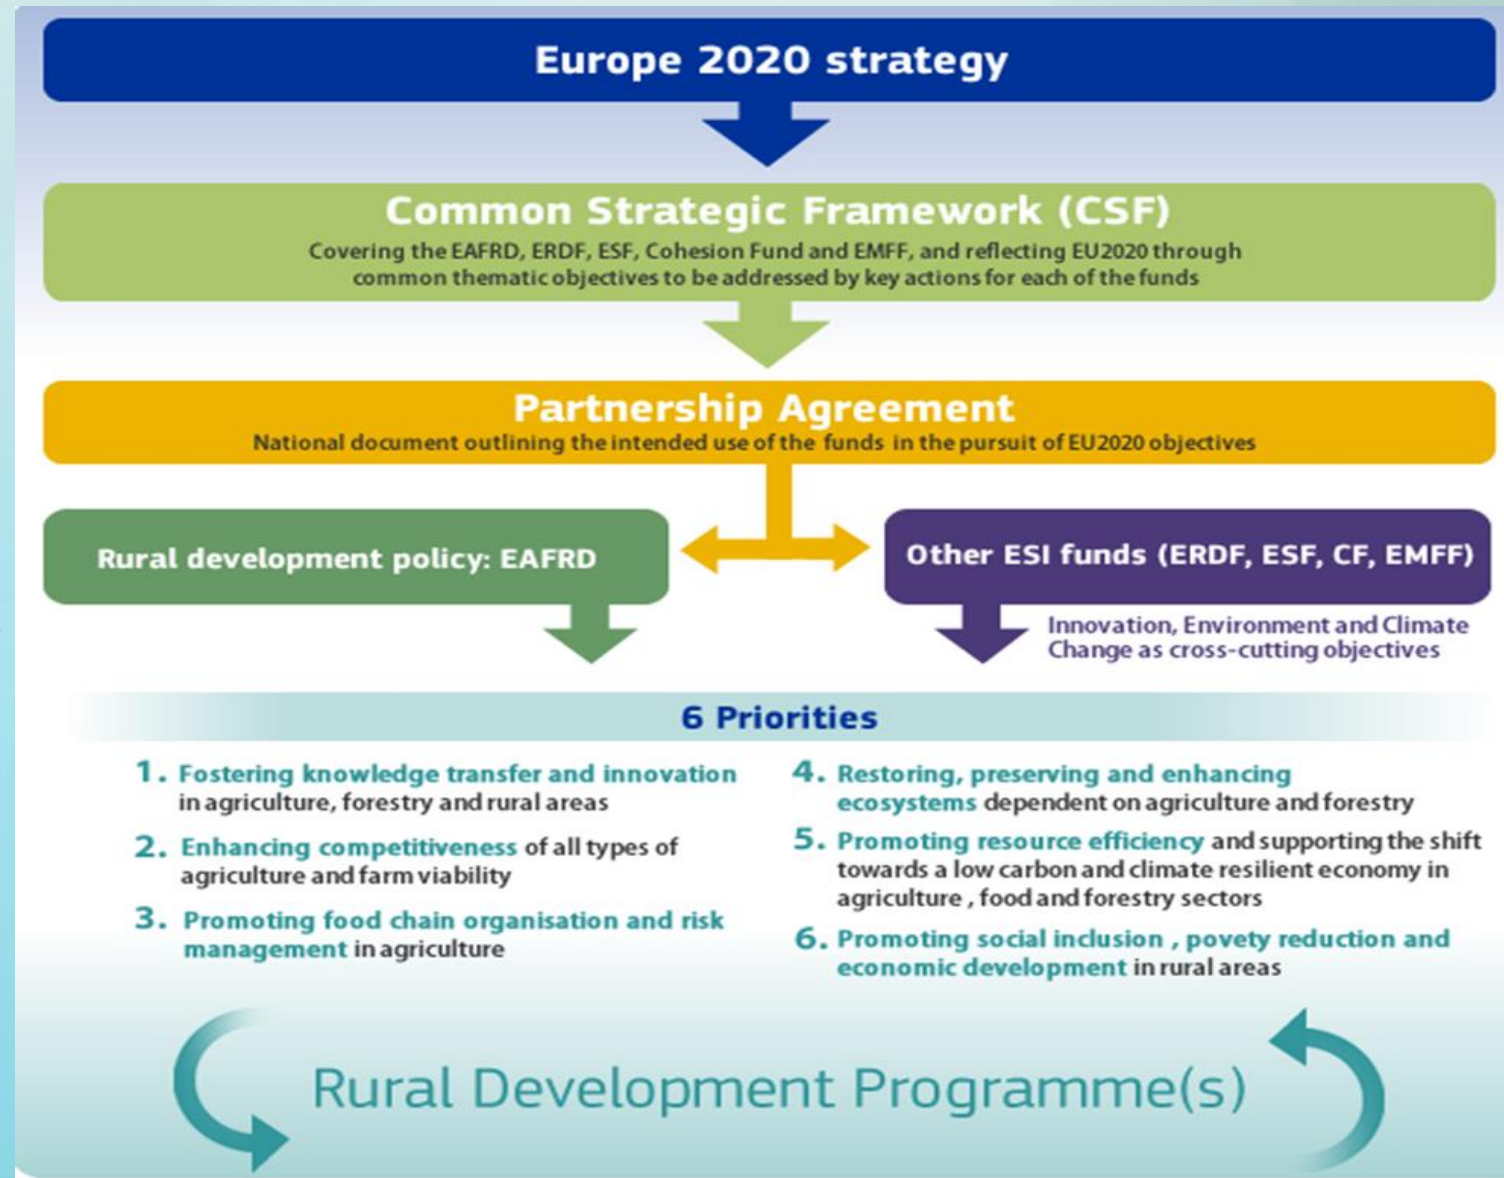 Europe 2020 strategy
Common Strategic Framework (CSF)
Covering the EAFRD, ERDF, ESF, Cohesion Fund and EMFF, and reflecting EU2020 through
common thematic objectives to be addressed by key actions for each of the funds
Partnership Agreement
National document outlining the intended use of the funds in the pursuit of EU2020 objectives
Rural development policy: EAFRD
Other ESI funds (ERDF, ESF, CF, EMFF)
Innovation, Environment and Climate
Change as cross-cutting objectives
6 Priorities
1. Fostering knowledge transfer and innovation
in agriculture, forestry and rural areas
2. Enhancing competitiveness of all types of
agriculture and farm viability
3. Promoting food chain organisation and risk
management in agriculture
4. Restoring, preserving and enhancing
ecosystems dependent on agriculture and forestry
5. Promoting resource efficiency and supporting the shift
towards a low carbon and climate resilient economy in
agriculture , food and forestry sectors
6. Promoting social inclusion , povety reduction and
economic development in rural areas
Rural Development Programme(s)